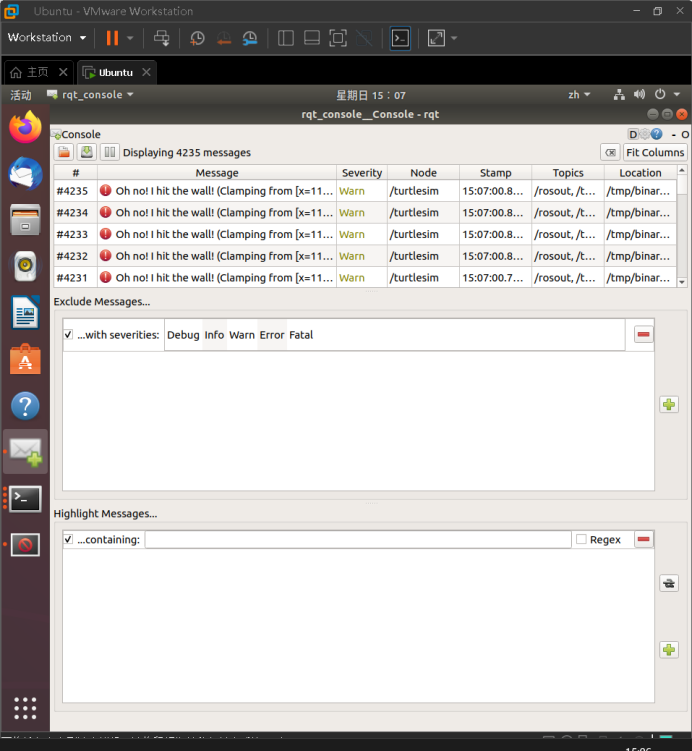 Ubuntu - VMware Workstation
Workstation
主页
Ubuntu
活动 rqt_console 星期日 15：07 zh
rqt_console__Console - rqt
Console D - O
Displaying 4235 messages Fit Columns
# Message Severity Node Stamp Topics Location
#4235 Oh no! I hit the wall! (Clamping from [x=11... Warn /turtlesim 15:07:00.8... /rosout, /t... /tmp/binar...
#4234 Oh no! I hit the wall! (Clamping from [x=11... Warn /turtlesim 15:07:00.8... /rosout, /t... /tmp/binar...
#4233 Oh no! I hit the wall! (Clamping from [x=11... Warn /turtlesim 15:07:00.8... /rosout, /t... /tmp/binar...
#4232 Oh no! I hit the wall! (Clamping from [x=11... Warn /turtlesim 15:07:00.8... /rosout, /t... /tmp/binar...
#4231 Oh no! I hit the wall! (Clamping from [x=11... Warn /turtlesim 15:07:00.7... /rosout, /t... /tmp/binar...
Exclude Messages...
...with severities: Debug Info Warn Error Fatal
Highlight Messages...
...containing: Regex